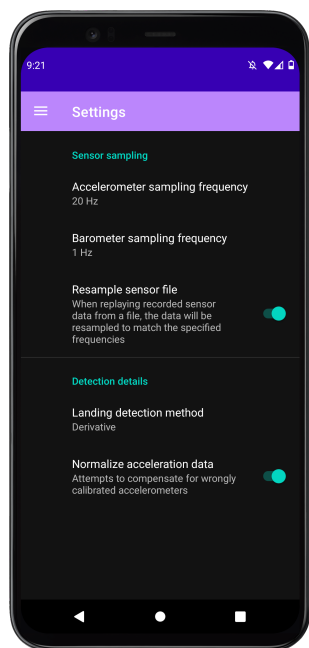 9:21
Settings
Sensor sampling
Accelerometer sampling frequency
20 Hz
Barometer sampling frequency
1 Hz
Resample sensor file
When replaying recorded sensor
data from a file, the data will be
resampled to match the specified
frequencies
Detection details
Landing detection method
Derivative
Normalize acceleration data
Attempts to compensate for wrongly
calibrated accelerometers